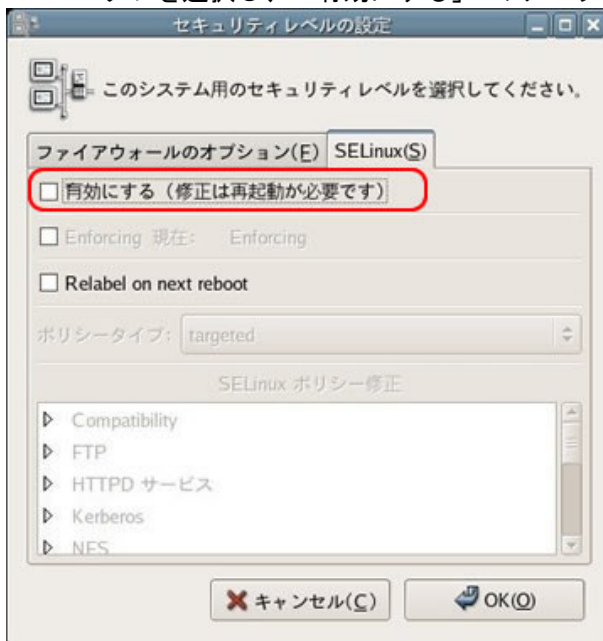 セキュリティレベルの設定
このシステム用のセキュリティレベルを選択してください。
ファイアウォールのオプション(F) SELinux(S)
有効にする（修正は再起動が必要です）
Enforcing 現在: Enforcing
Relabel on next reboot
ポリシータイプ: targeted
SELinux ポリシー修正
Compatibility
FTP
HTTPD サービス
Kerberos
NFS
キャンセル(C) OK(O)